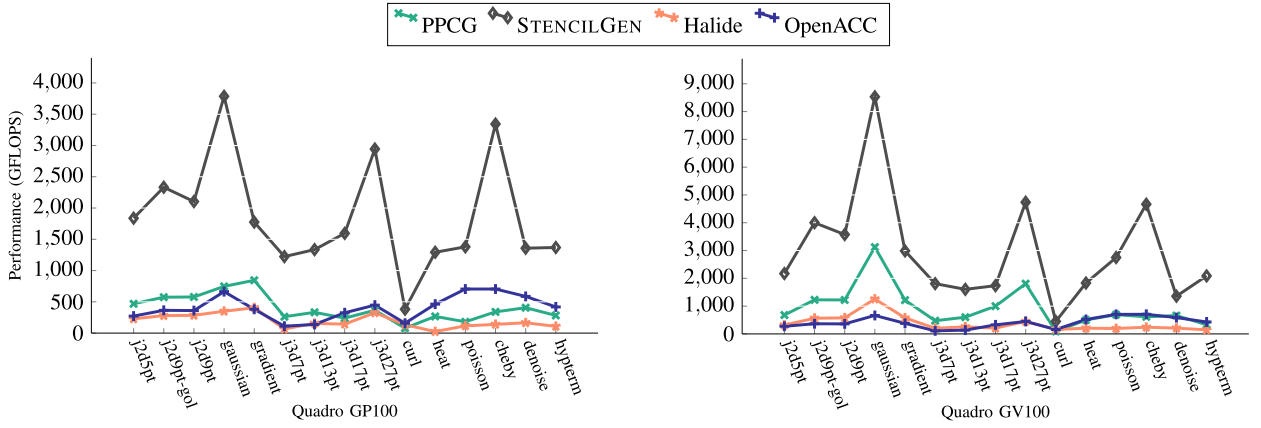 PPCG STENCILGEN Halide OpenACC
Performance (GFLOPS)
4,000
3,500
3,000
2,500
2,000
1,500
1,000
500
0
j2d5pt
j2d9pt-gol
j2d9pt
gaussian
gradient
j3d7pt
j3d13pt
j3d17pt
j3d27pt
curl
heat
poisson
cheby
denoise
hypterm
Quadro GP100
9,000
8,000
7,000
6,000
5,000
4,000
3,000
2,000
1,000
0
j2d5pt
j2d9pt-gol
j2d9pt
gaussian
gradient
j3d7pt
j3d13pt
j3d17pt
j3d27pt
curl
heat
poisson
cheby
denoise
hypterm
Quadro GV100